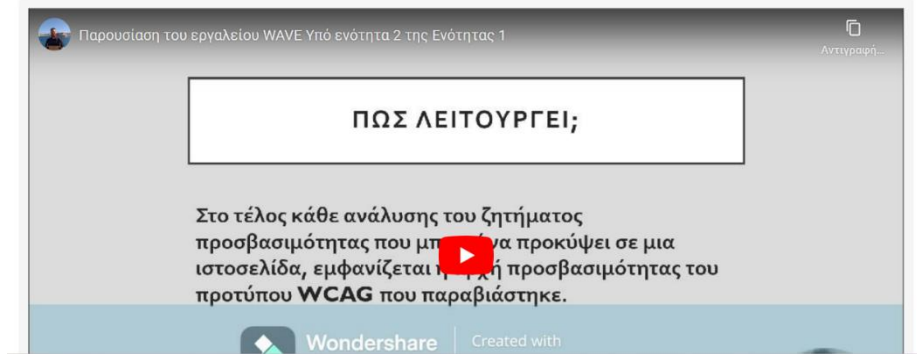 Παρουσίαση του εργαλείου WAVE Υπό ενότητα 2 της Ενότητας 1
Αντιγραφή...
ΠΩΣ ΛΕΙΤΟΥΡΓΕΙ;
Στο τέλος κάθε ανάλυσης του ζητήματος
προσβασιμότητας που να προκύψει σε μια
ιστοσελίδα, εμφανίζεται προσβασιμότητας του
προτύπου WCAG που παραβιάστηκε.
Wondershare
Created with